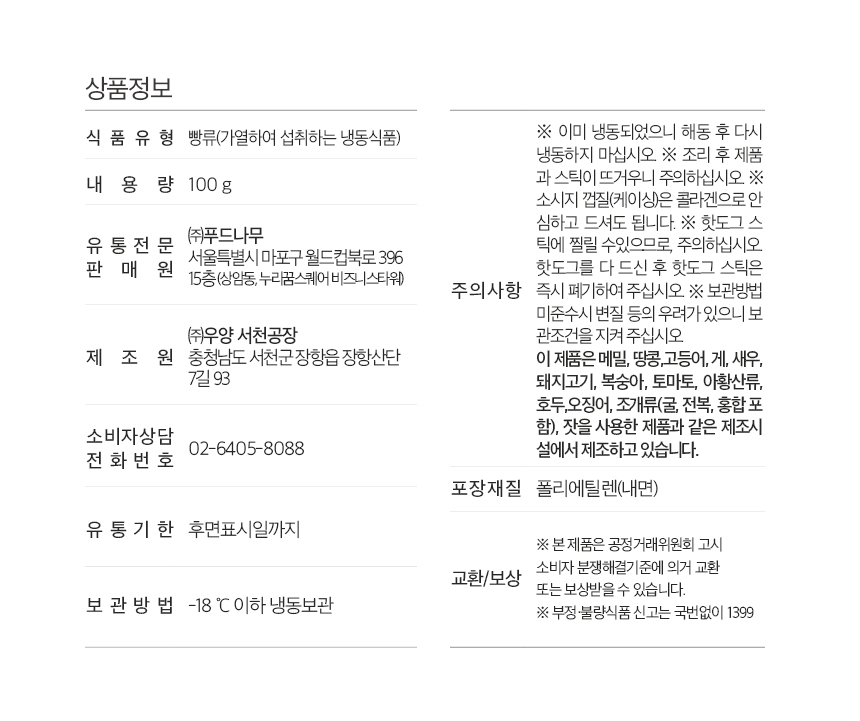 상품정보
식 품 유 형 빵류(가열하여 섭취하는 냉동식품)
내 용 량 100 g
유 통 전 문
판 매 원
㈜푸드나무
서울특별시 마포구 월드컵북로 396
15층 (상암동, 누리꿈스퀘어 비즈니스타워)
제 조 원
㈜우양 서천공장
충청남도 서천군 장항읍 장항산단
7길 93
소비자상담
전 화 번 호
02-6405-8088
유 통 기 한 후면표시일까지
보 관 방 법 -18 ℃ 이하 냉동보관
주의사항
※ 이미 냉동되었으니 해동 후 다시
냉동하지 마십시오. ※ 조리 후 제품
과 스틱이 뜨거우니 주의하십시오. ※
소시지 껍질(케이싱)은 콜라겐으로 안
심하고 드셔도 됩니다. ※ 핫도그 스
틱에 찔릴 수있으므로, 주의하십시오.
핫도그를 다 드신 후 핫도그 스틱은
즉시 폐기하여 주십시오. ※ 보관방법
미준수시 변질 등의 우려가 있으니 보
관조건을 지켜 주십시오.
이 제품은 메밀, 땅콩,고등어, 게, 새우,
돼지고기, 복숭아, 토마토, 아황산류,
호두,오징어, 조개류(굴, 전복, 홍합 포
함), 잣을 사용한 제품과 같은 제조시
설에서 제조하고 있습니다.
포장재질 폴리에틸렌(내면)
교환/보상
※ 본 제품은 공정거래위원회 고시
소비자 분쟁해결기준에 의거 교환
또는 보상받을 수 있습니다.
※ 부정·불량식품 신고는 국번없이 1399